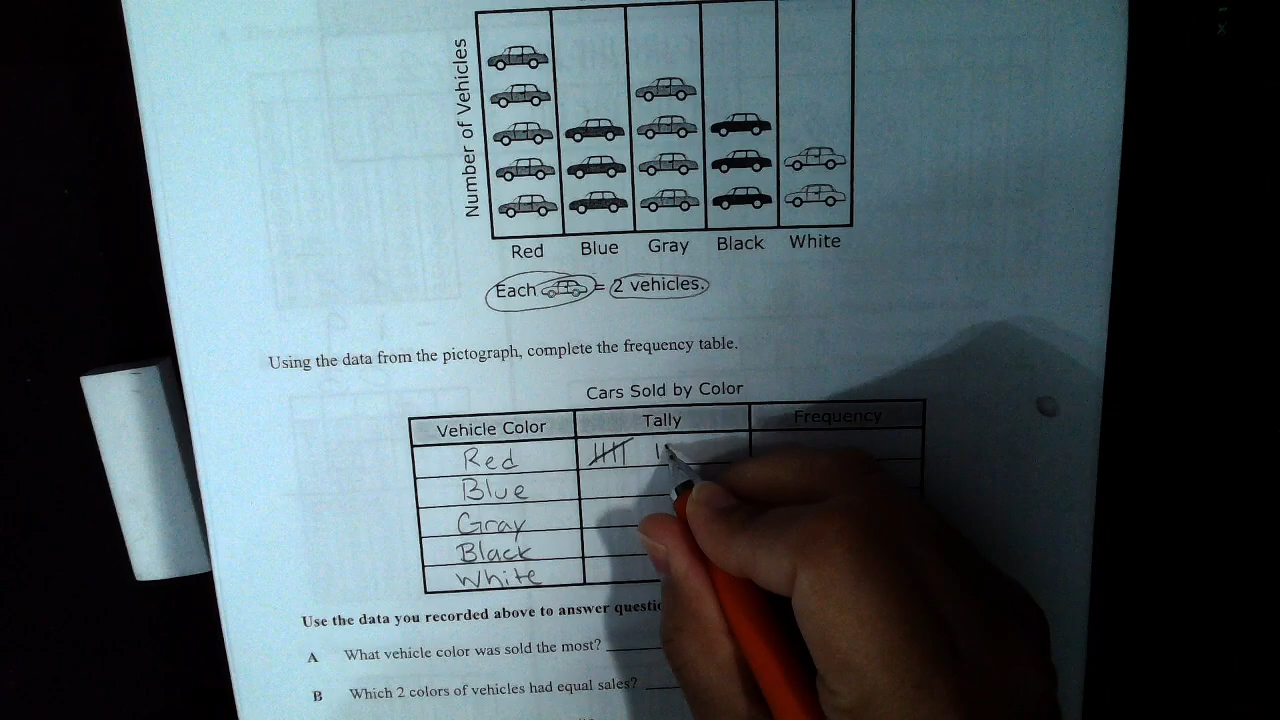 Number of Vehicles
Red Blue Gray Black White
Each = 2 vehicles.
Using the data from the pictograph, complete the frequency table.
Cars Sold by Color
Vehicle Color Tally Frequency
Red
Blue
Gray
Black
White
Use the data you recorded above to answer
A What vehicle color was sold the most?
B Which 2 colors of vehicles had equal sales?